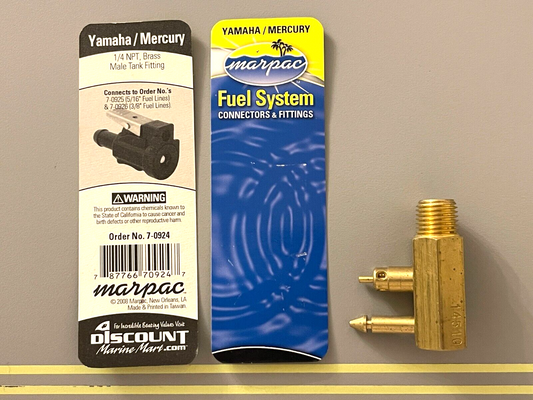 Yamaha / Mercury
1/4 NPT, Brass
Male Tank Fitting
Connects to Order No.'s
7-0925 (5/16" Fuel Lines)
& 7-0926 (3/8" Fuel Lines)
WARNING
This product contains chemicals known to
the State of California to cause cancer and
birth defects or other reproductive harm.
Order No. 7-0924
7 87766 70924 7
marpac
© 2008 Marpac, New Orleans, LA
Made & Printed in Taiwan
For Incredible Boating Values Visit
DISCOUNT
Marine Mart.com
YAMAHA / MERCURY
marpac
Fuel System
CONNECTORS & FITTINGS